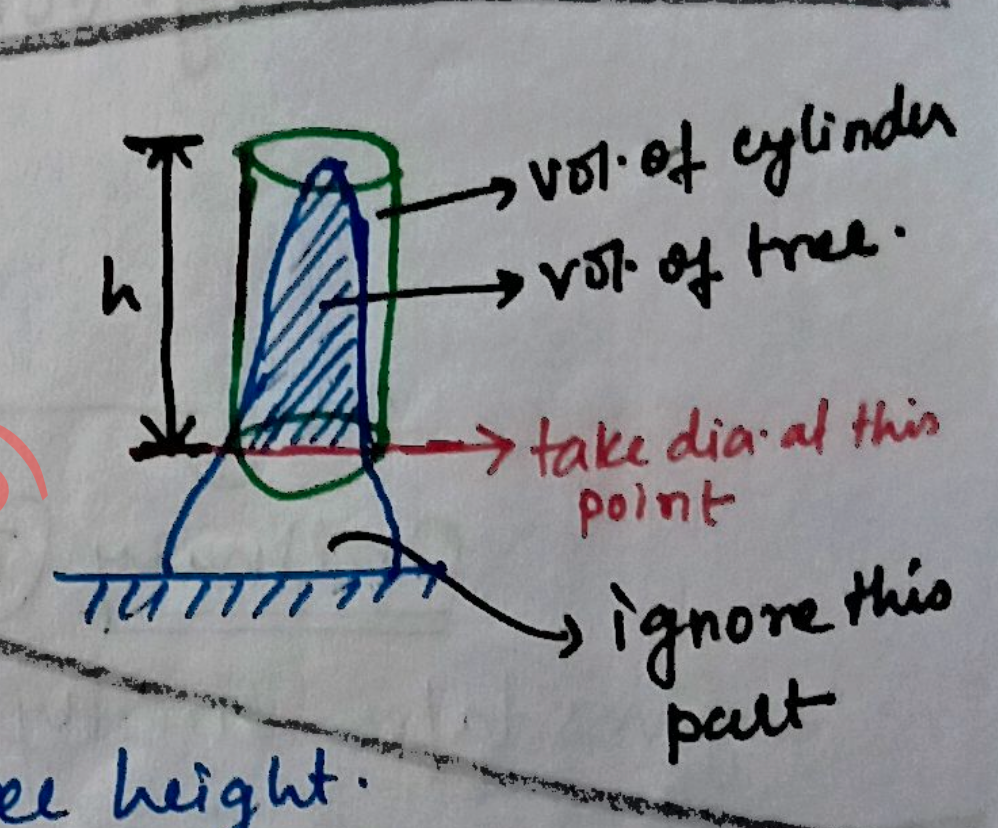 vol. of cylinder
vol. of tree.
h
take dia. at this
point
ignore this
part
ee height.